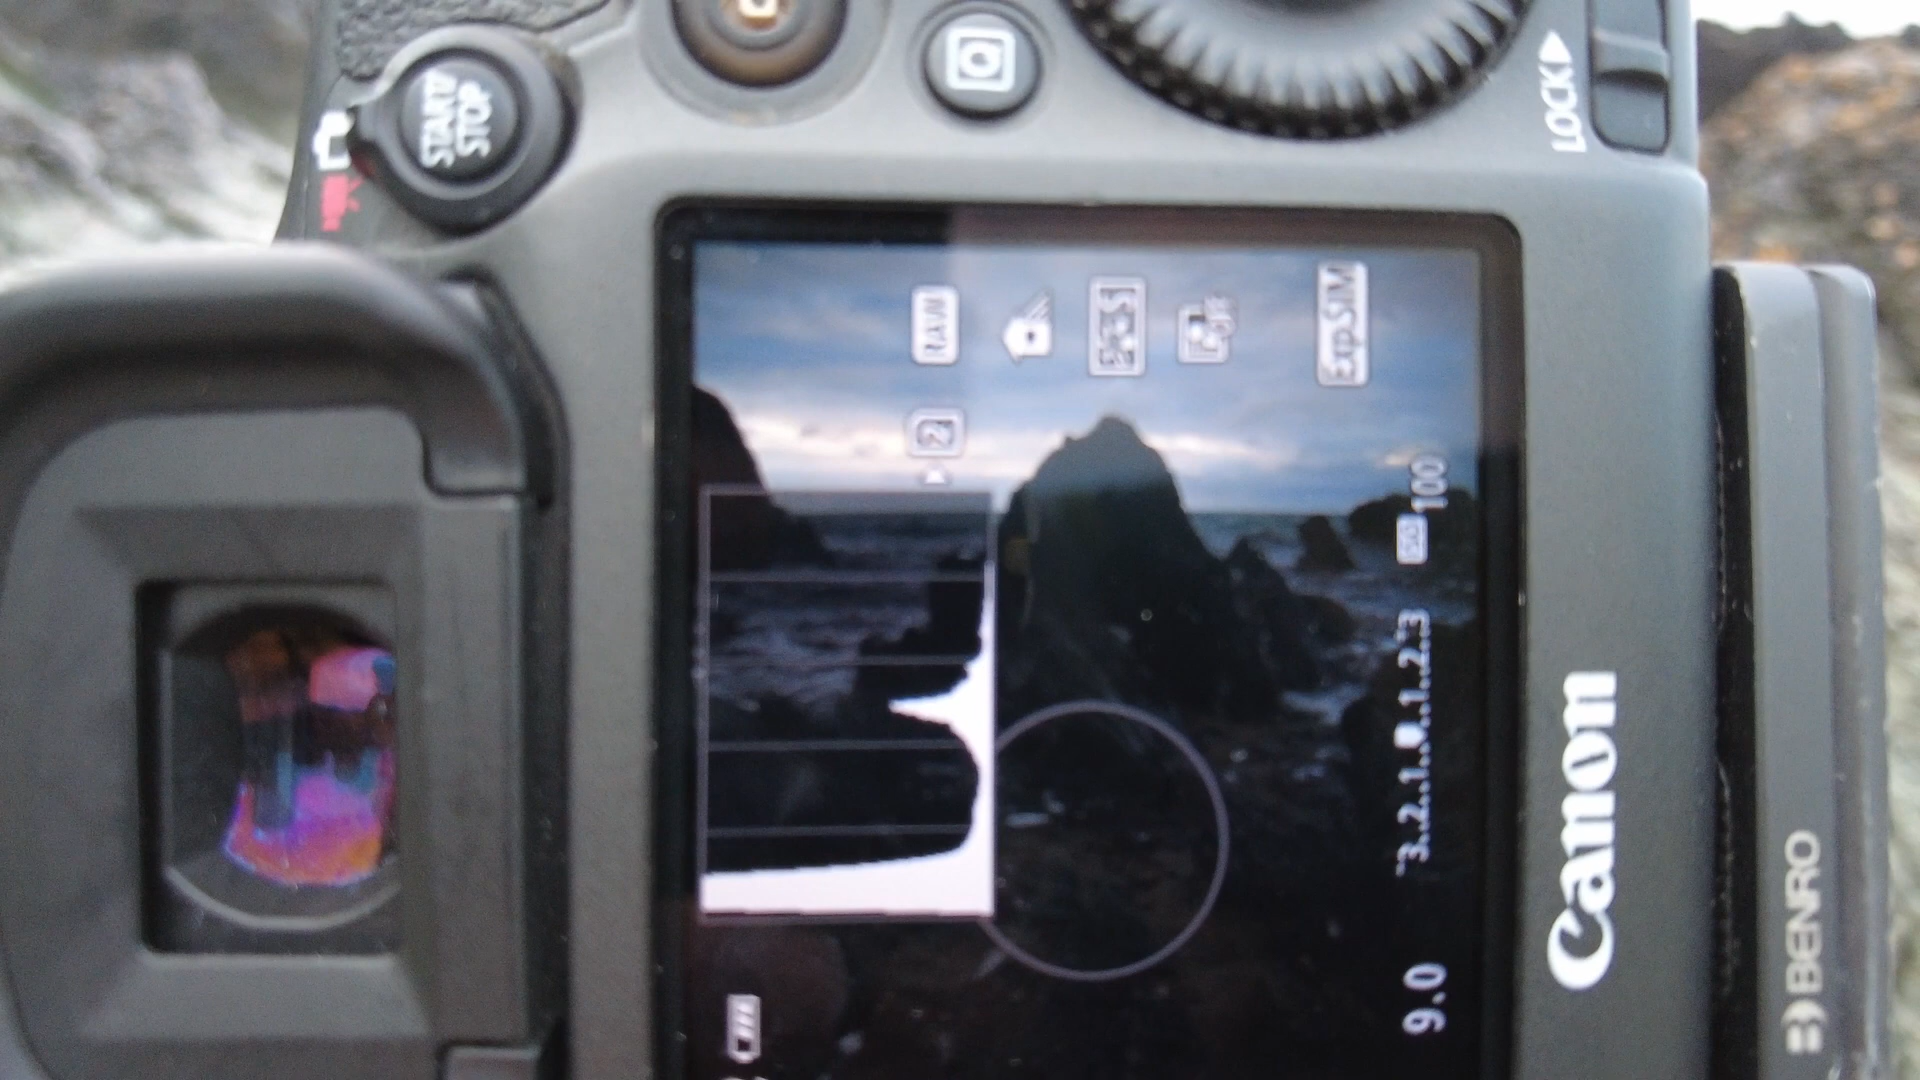 START/
STOP
Q
LOCK▶
RAW
2
S
Exp.SIM
ISO 100
3..2..1..0..1..2..3
9.0
Canon
BENRO